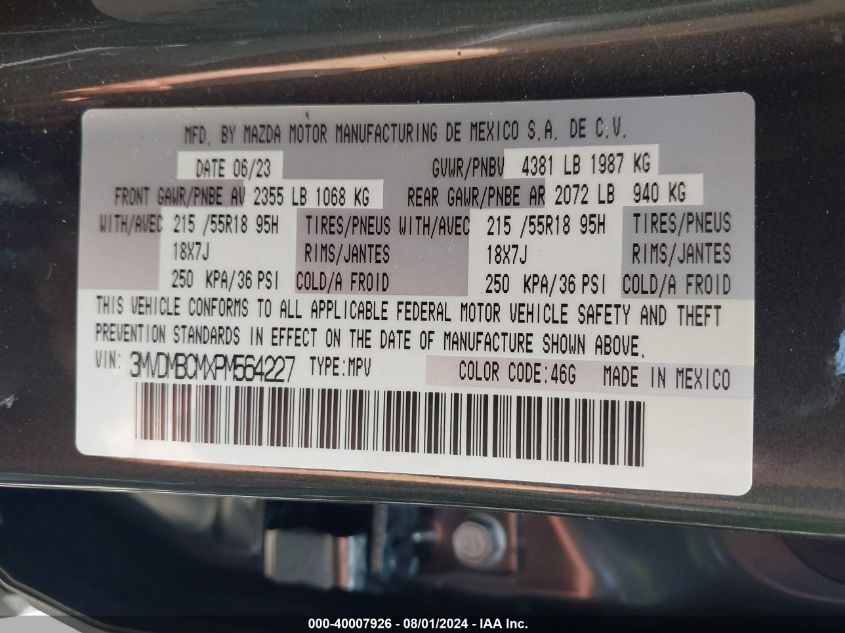 MFD. BY MAZDA MOTOR MANUFACTURING DE MEXICO S.A. DE C.V.
DATE 06/23 GVWR/PNBV 4381 LB 1987 KG
FRONT GAWR/PNBE AV 2355 LB 1068 KG REAR GAWR/PNBE AR 2072 LB 940 KG
WITH/AVEC 215 /55R18 95H TIRES/PNEUS WITH/AVEC 215 /55R18 95H TIRES/PNEUS
18X7J RIMS/JANTES 18X7J RIMS/JANTES
250 KPA/36 PSI COLD/A FROID 250 KPA/36 PSI COLD/A FROID
THIS VEHICLE CONFORMS TO ALL APPLICABLE FEDERAL MOTOR VEHICLE SAFETY AND THEFT
PREVENTION STANDARDS IN EFFECT ON THE DATE OF MANUFACTURE SHOWN ABOVE.
VIN: 3MVDMBCMXPM564227 TYPE:MPV COLOR CODE:46G MADE IN MEXICO
000-40007926 - 08/01/2024 - IAA Inc.